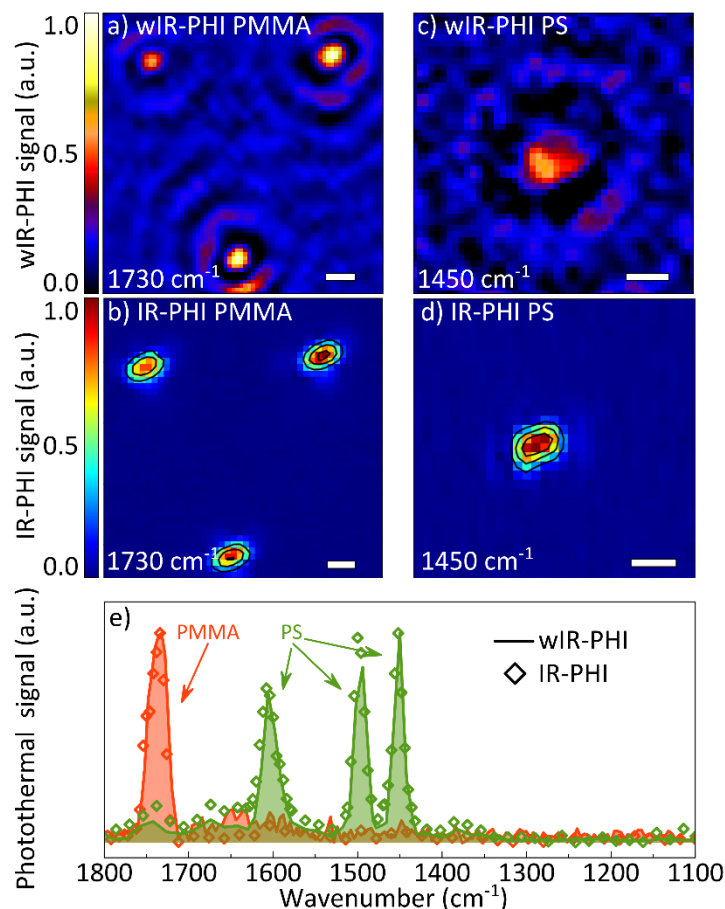 1.0
0.5
0.0
wIR-PHI signal (a.u.)
a) wIR-PHI PMMA
1730 cm⁻¹
c) wIR-PHI PS
1450 cm⁻¹
1.0
0.5
0.0
IR-PHI signal (a.u.)
b) IR-PHI PMMA
1730 cm⁻¹
d) IR-PHI PS
1450 cm⁻¹
Photothermal signal (a.u.)
e)
PMMA
PS
wIR-PHI
IR-PHI
1800 1700 1600 1500 1400 1300 1200 1100
Wavenumber (cm⁻¹)